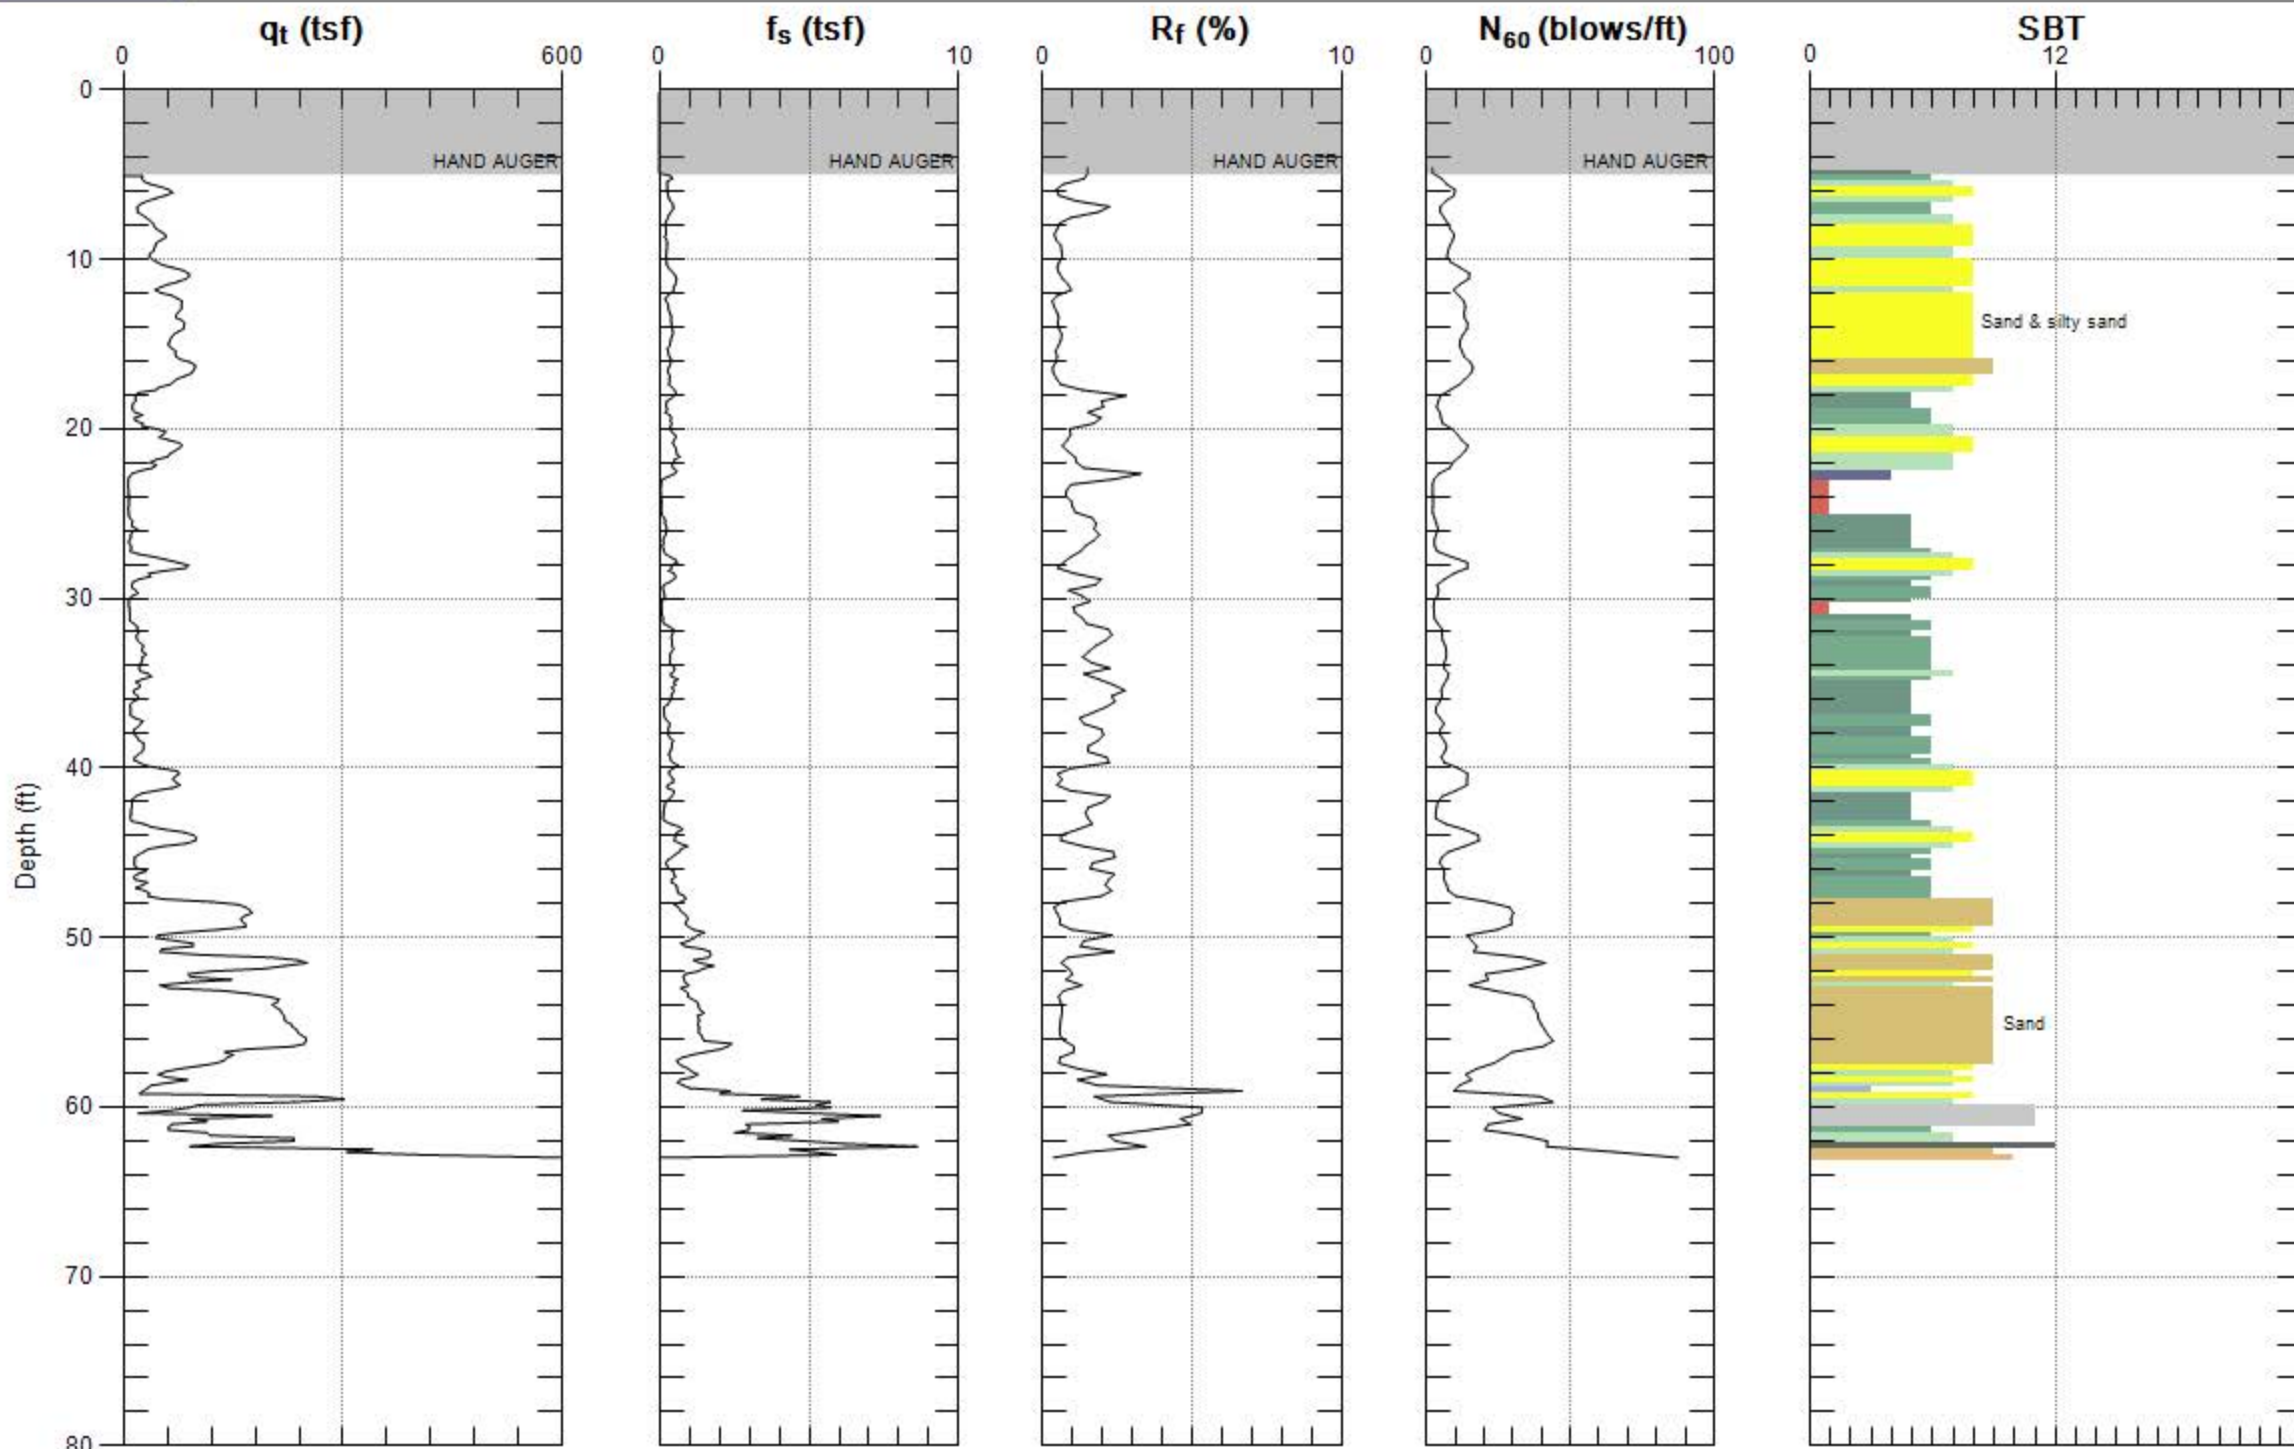 qt (tsf) fs (tsf) Rf (%) N60 (blows/ft) SBT
0 600 0 10 0 10 0 100 0 12
0
HAND AUGER HAND AUGER HAND AUGER HAND AUGER
10
Sand & silty sand
20
30
40
Depth (ft)
50
Sand
60
70
80